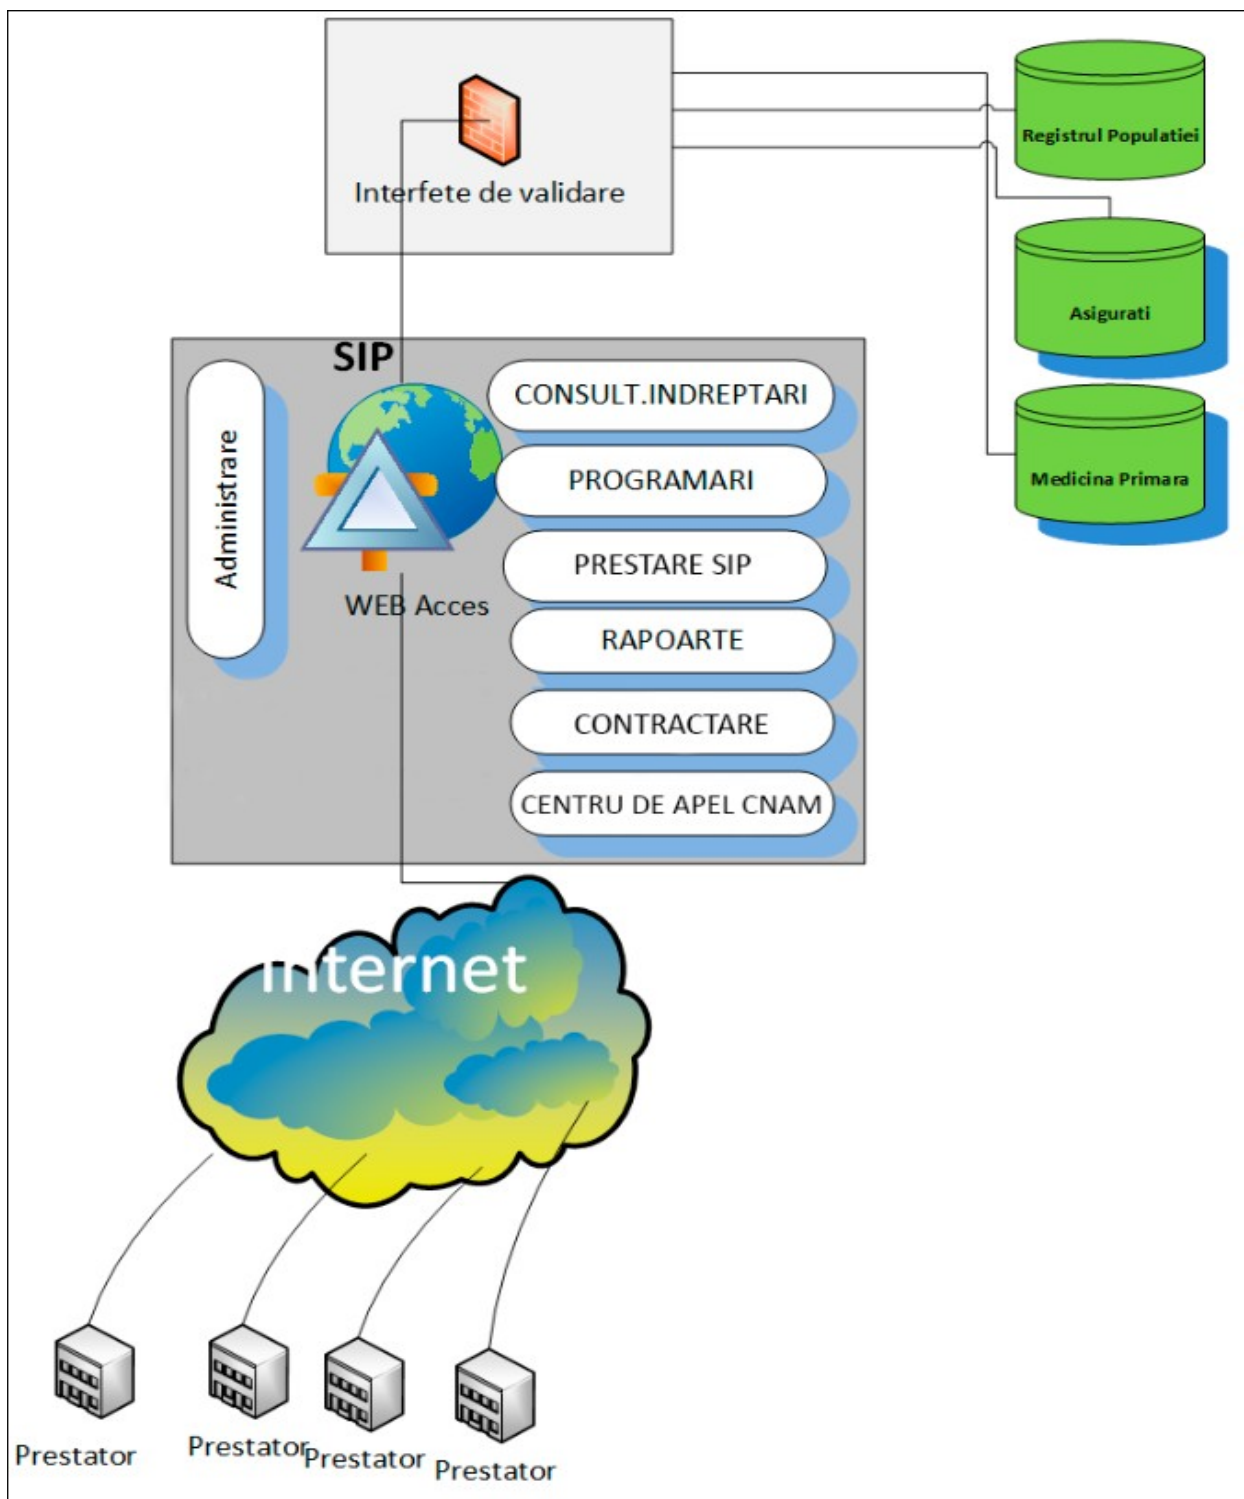 Interfete de validare
Registrul Populatiei
Asigurati
Medicina Primara
SIP
Administrare
WEB Acces
CONSULT.INDREPTARI
PROGRAMARI
PRESTARE SIP
RAPOARTE
CONTRACTARE
CENTRU DE APEL CNAM
Internet
Prestator
Prestator
Prestator
Prestator